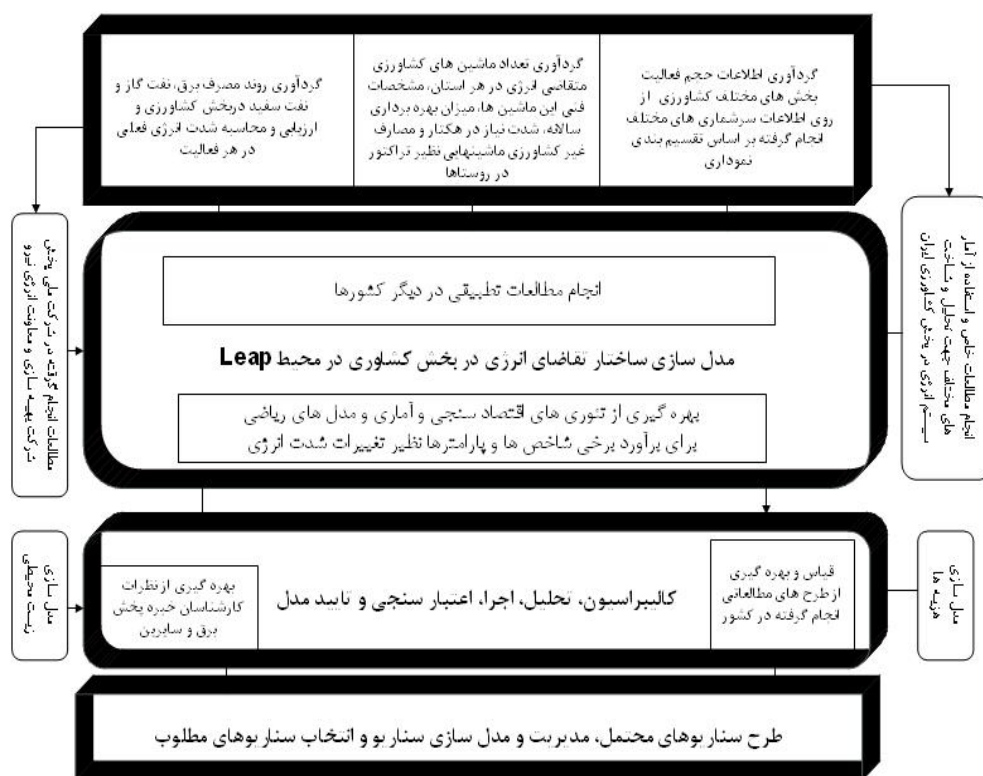 گردآوری اطلاعات حجم فعالیت
بخش های مختلف کشاورزی از
روی اطلاعات سرشماری های مختلف
انجام گرفته بر اساس تقسیم بندی
نموداری
گردآوری تعداد ماشین های کشاورزی
متقاضی انرژی در هر استان، مشخصات
فنی این ماشین ها، میزان بهره برداری
سالانه، شدت نیاز در هکتار و مصارف
غیر کشاورزی ماشینهایی نظیر تراکتور
در روستاها
گردآوری روند مصرف برق، نفت گاز و
نفت سفید دربخش کشاورزی و
ارزیابی و محاسبه شدت انرژی فعلی
در هر فعالیت
انجام مطالعات خاص و استفاده از آمار
های مختلف جهت تحلیل و شناخت
سیستم انرژی در بخش کشاورزی ایران
انجام مطالعات تطبیقی در دیگر کشورها
مدل سازی ساختار تقاضای انرژی در بخش کشاوری در محیط Leap
بهره گیری از تئوری های اقتصاد سنجی و آماری و مدل های ریاضی
برای برآورد برخی شاخص ها و پارامترها نظیر تغییرات شدت انرژی
مطالعات انجام گرفته در شرکت ملی پخش
شرکت بهینه سازی و معاونت انرژی نیرو
مدل سازی
هزینه ها
قیاس و بهره گیری
از طرح های مطالعاتی
انجام گرفته در کشور
کالیبراسیون، تحلیل، اجرا، اعتبار سنجی و تایید مدل
بهره گیری از نظرات
کارشناسان خبره بخش
برق و سایرین
مدل سازی
زیست محیطی
طرح سناریوهای محتمل، مدیریت و مدل سازی سناریو و انتخاب سناریوهای مطلوب